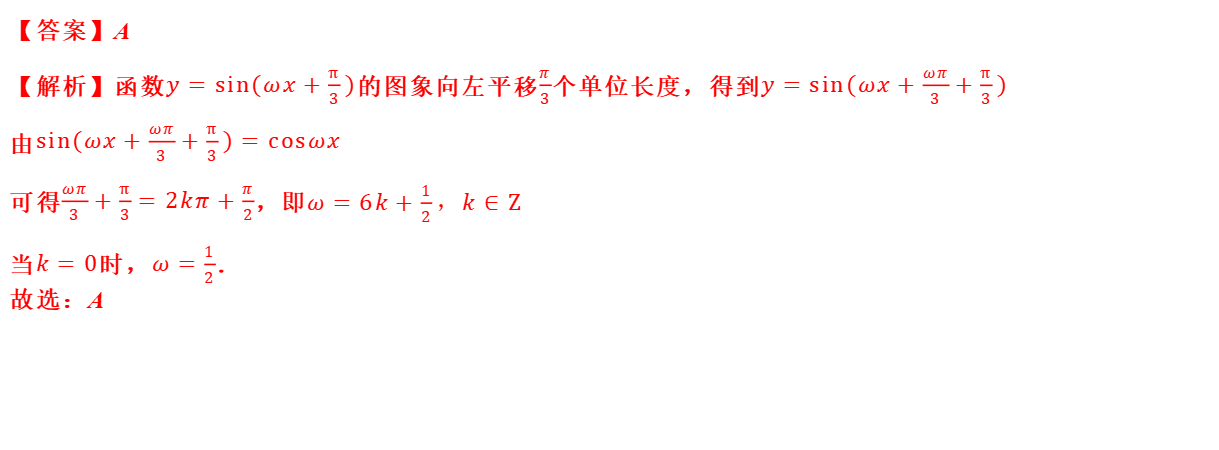 【答案】A
【解析】函数y = sin(ωx + π/3)的图象向左平移π/3个单位长度，得到y = sin(ωx + ωπ/3 + π/3)
由sin(ωx + ωπ/3 + π/3) = cosωx
可得ωπ/3 + π/3 = 2kπ + π/2，即ω = 6k + 1/2，k ∈ Z
当k = 0时，ω = 1/2.
故选：A